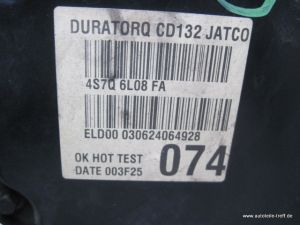 DURATORQ CD132 JATCO
4S7Q 6L08 FA
ELD00 030624064928
OK HOT TEST
074
DATE 003F25
www.autoteile-treff.de